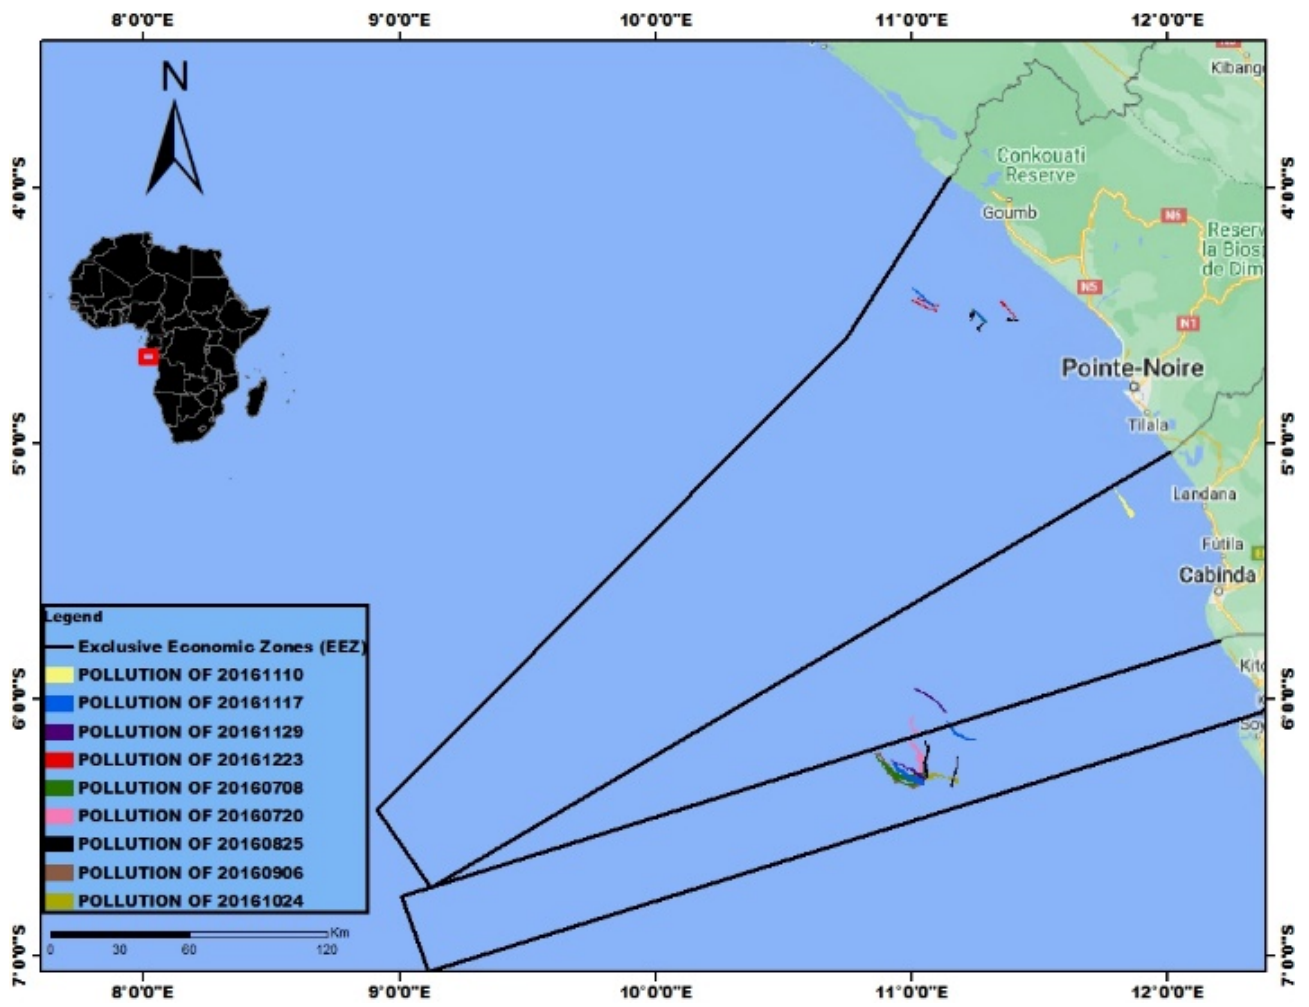 8°0'0"E 9°0'0"E 10°0'0"E 11°0'0"E 12°0'0"E
N
Kibang
4°0'0"S
Conkouati
Reserve
4°0'0"S
Goumb
N6
Reserv
la Bios
de Dim
N5
N1
Pointe-Noire
Tilala
5°0'0"S
5°0'0"S
Landana
Fútila
Cabinda
Legend
Exclusive Economic Zones (EEZ)
POLLUTION OF 20161110
POLLUTION OF 20161117
POLLUTION OF 20161129
POLLUTION OF 20161223
POLLUTION OF 20160708
POLLUTION OF 20160720
POLLUTION OF 20160825
POLLUTION OF 20160906
POLLUTION OF 20161024
Kito
6°0'0"S
6°0'0"S
Soy
Km
0 30 60 120
7°0'0"S
7°0'0"S
8°0'0"E 9°0'0"E 10°0'0"E 11°0'0"E 12°0'0"E